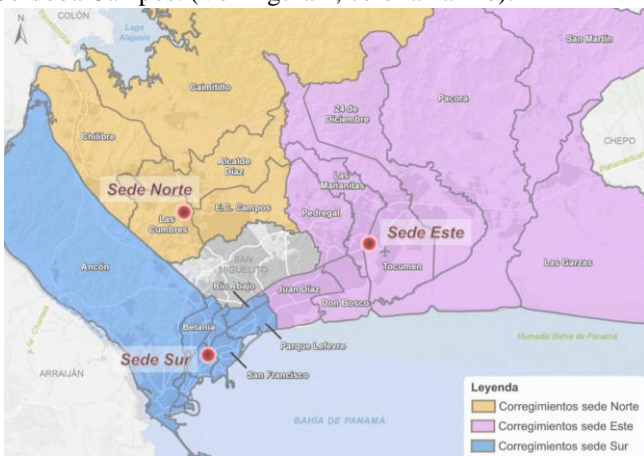 COLÓN
Lago
Alajuela
N
San Martín
Caimitillo
24 de
Diciembre
Pacora
Chilibre
CHEPO
Alcalde
Díaz
Las
Mañanitas
Sede Norte
E.C. Campos
Pedregal
Las
Cumbres
Sede Este
SAN
MIGUELITO
Ancón
Tocumen
Las Garzas
Río Abajo
Juan Díaz
Don Bosco
Betania
Parque Lefevre
Humedal Bahía de Panamá
Sede Sur
San Francisco
ARRAIJÁN
BAHÍA DE PANAMÁ
Leyenda
Corregimientos sede Norte
Corregimientos sede Este
Corregimientos sede Sur